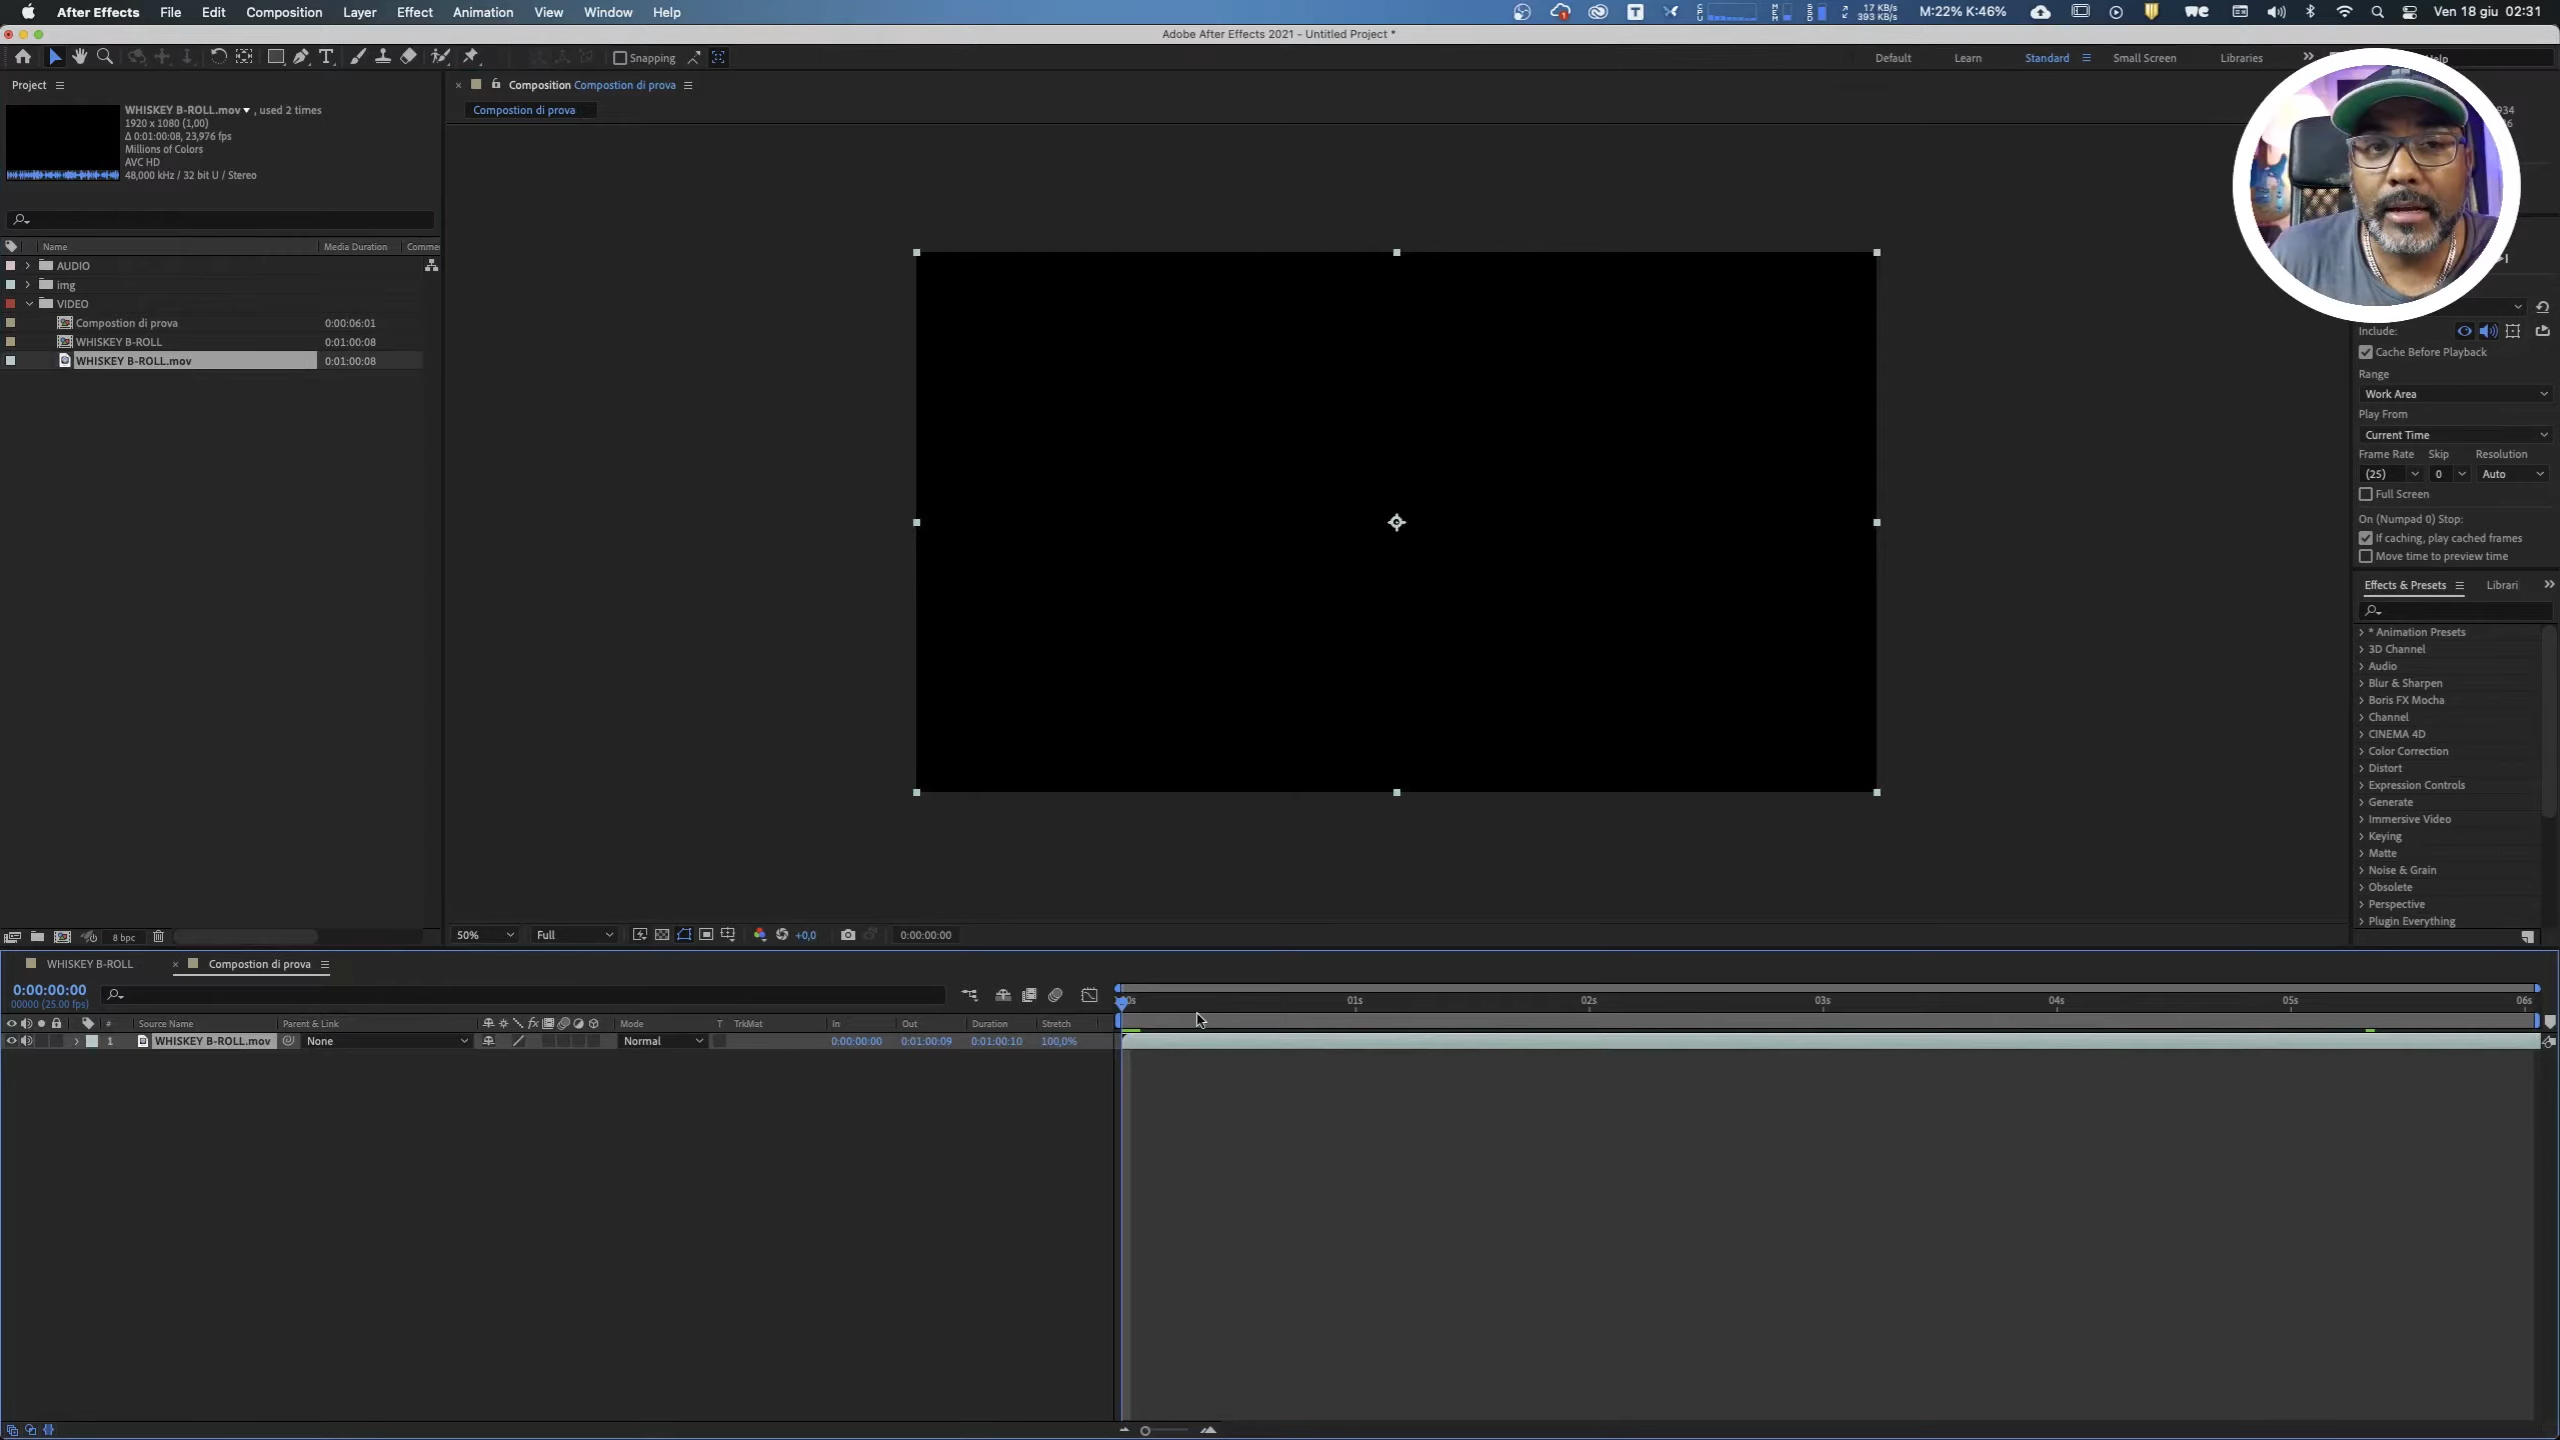 After Effects File Edit Composition Layer Effect Animation View Window Help
17 KB/s
393 KB/s
M:22% K:46%
Ven 18 giu 02:31
Adobe After Effects 2021 - Untitled Project *
Snapping
Default Learn Standard Small Screen Libraries
Project
WHISKEY B-ROLL.mov , used 2 times
1920 x 1080 (1,00)
Δ 0:01:00:08, 23,976 fps
Millions of Colors
AVC HD
48,000 kHz / 32 bit U / Stereo
Composition Compostion di prova
Compostion di prova
Name Media Duration Comme
AUDIO
img
VIDEO
Compostion di prova 0:00:06:01
WHISKEY B-ROLL 0:01:00:08
WHISKEY B-ROLL.mov 0:01:00:08
Include:
Cache Before Playback
Range
Work Area
Play From
Current Time
Frame Rate Skip Resolution
(25) 0 Auto
Full Screen
On (Numpad 0) Stop:
If caching, play cached frames
Move time to preview time
Effects & Presets Librari
* Animation Presets
3D Channel
Audio
Blur & Sharpen
Boris FX Mocha
Channel
CINEMA 4D
Color Correction
Distort
Expression Controls
Generate
Immersive Video
Keying
Matte
Noise & Grain
Obsolete
Perspective
Plugin Everything
8 bpc
50% Full +0,0 0:00:00:00
WHISKEY B-ROLL Compostion di prova
0:00:00:00
00000 (25.00 fps)
01s 02s 03s 04s 05s 06s
# Source Name Parent & Link Mode T TrkMat In Out Duration Stretch
1 WHISKEY B-ROLL.mov None Normal 0:00:00:00 0:01:00:09 0:01:00:10 100,0%